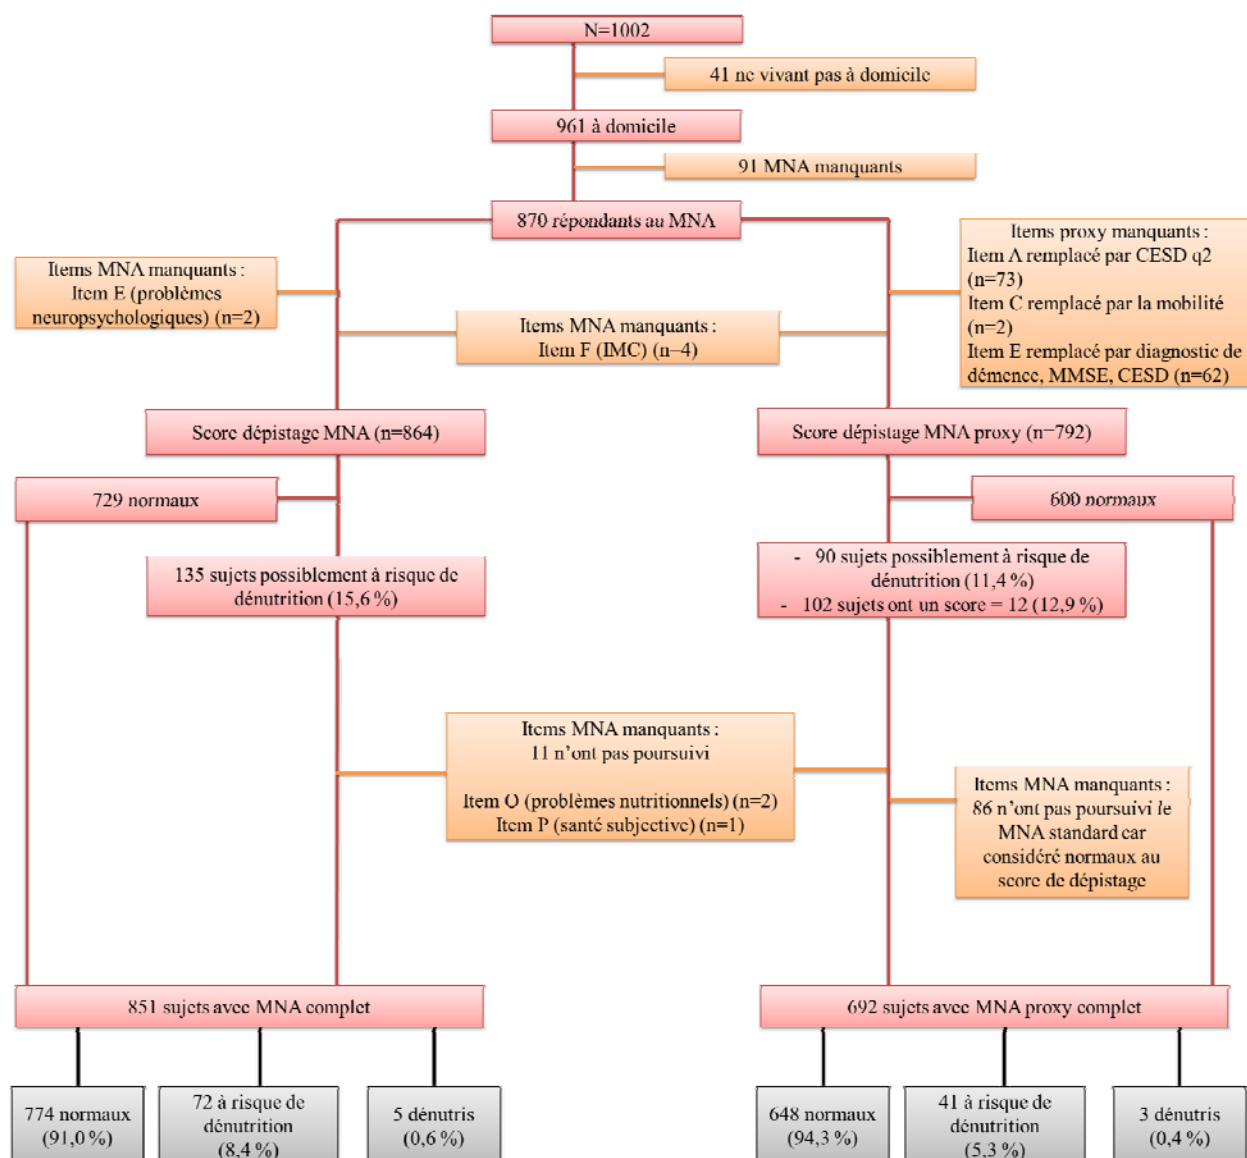 N=1002
41 ne vivant pas à domicile
961 à domicile
91 MNA manquants
870 répondants au MNA
Items MNA manquants :
Item E (problèmes
neuropsychologiques) (n=2)
Items MNA manquants :
Item F (IMC) (n=4)
Items proxy manquants :
Item A remplacé par CESD q2
(n=73)
Item C remplacé par la mobilité
(n=2)
Item E remplacé par diagnostic de
démence, MMSE, CESD (n=62)
Score dépistage MNA (n=864)
Score dépistage MNA proxy (n=792)
729 normaux
600 normaux
135 sujets possiblement à risque de
dénutrition (15,6 %)
- 90 sujets possiblement à risque de
dénutrition (11,4 %)
- 102 sujets ont un score = 12 (12,9 %)
Items MNA manquants :
11 n’ont pas poursuivi
Item O (problèmes nutritionnels) (n=2)
Item P (santé subjective) (n=1)
Items MNA manquants :
86 n’ont pas poursuivi le
MNA standard car
considéré normaux au
score de dépistage
851 sujets avec MNA complet
692 sujets avec MNA proxy complet
774 normaux
(91,0 %)
72 à risque de
dénutrition
(8,4 %)
5 dénutris
(0,6 %)
648 normaux
(94,3 %)
41 à risque de
dénutrition
(5,3 %)
3 dénutris
(0,4 %)